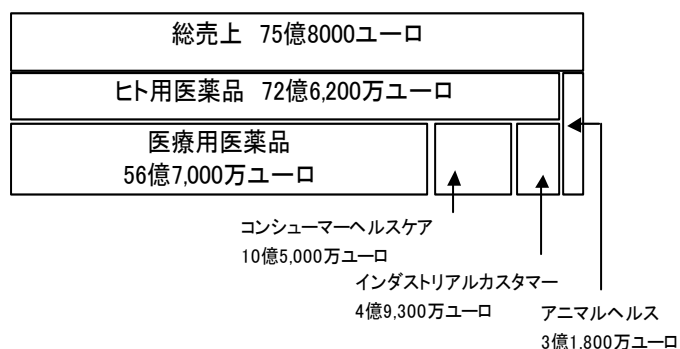 総売上 75億8000ユーロ
ヒト用医薬品 72億6,200万ユーロ
医療用医薬品
56億7,000万ユーロ
コンシューマーヘルスケア
10億5,000万ユーロ
インダストリアルカスタマー
4億9,300万ユーロ
アニマルヘルス
3億1,800万ユーロ